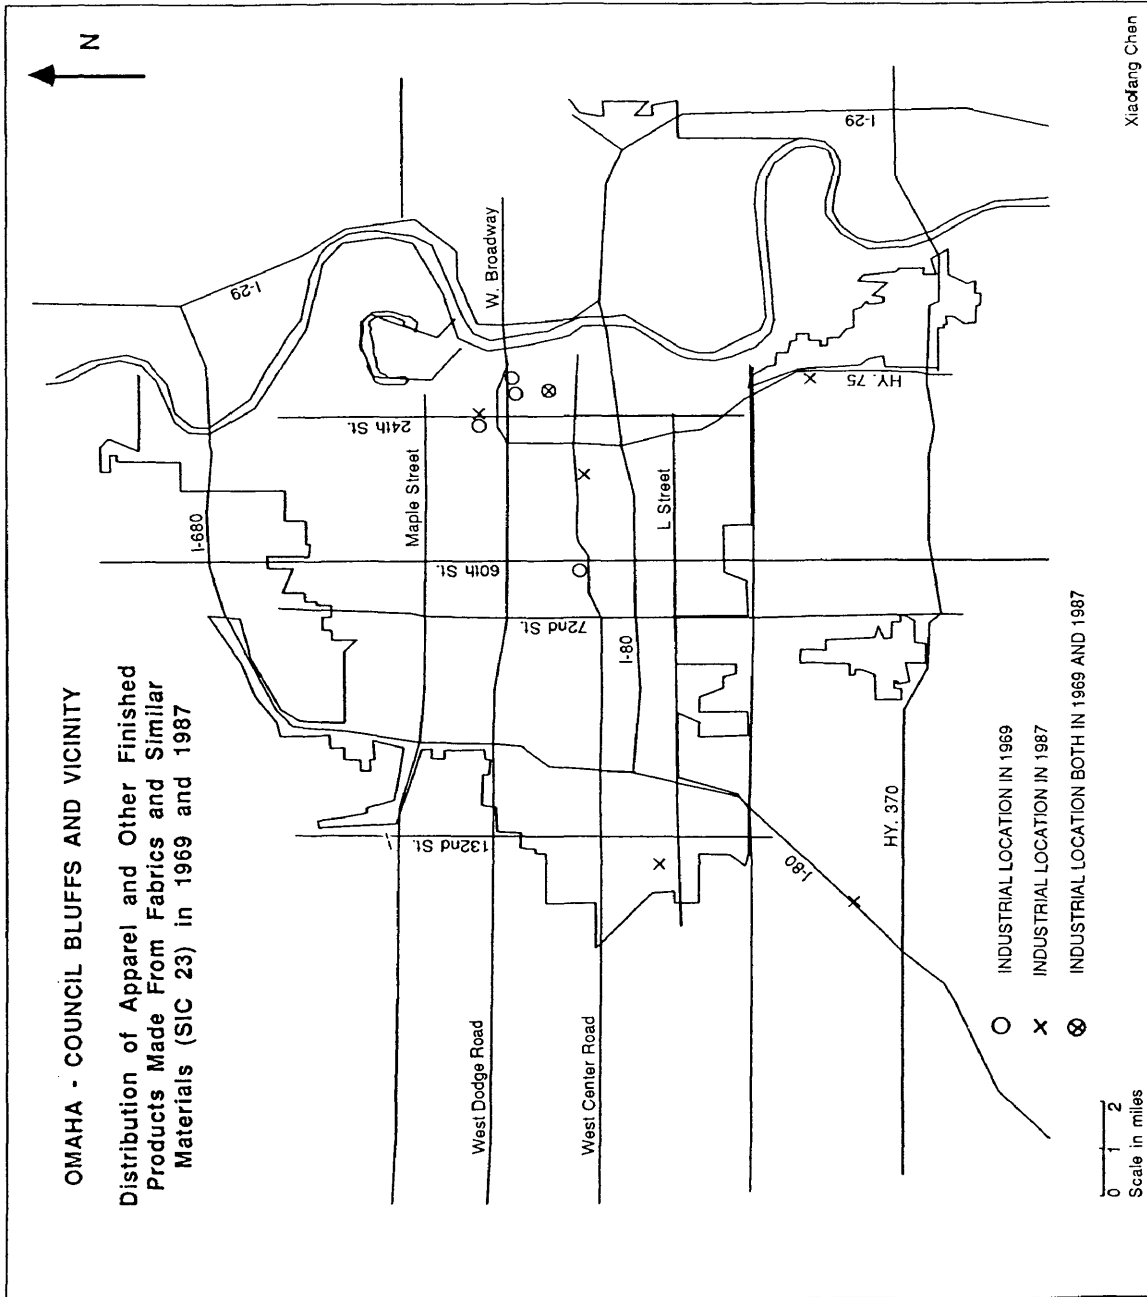 OMAHA - COUNCIL BLUFFS AND VICINITY
Distribution of Apparel and Other Finished
Products Made From Fabrics and Similar
Materials (SIC 23) in 1969 and 1987
N
I-680
I-29
Maple Street
24th St.
W. Broadway
60th St.
72nd St.
132nd St.
West Dodge Road
West Center Road
I-80
L Street
I-29
HY. 75
I-80
HY. 370
INDUSTRIAL LOCATION IN 1969
INDUSTRIAL LOCATION IN 1987
INDUSTRIAL LOCATION BOTH IN 1969 AND 1987
0 1 2
Scale in miles
Xiaofang Chen